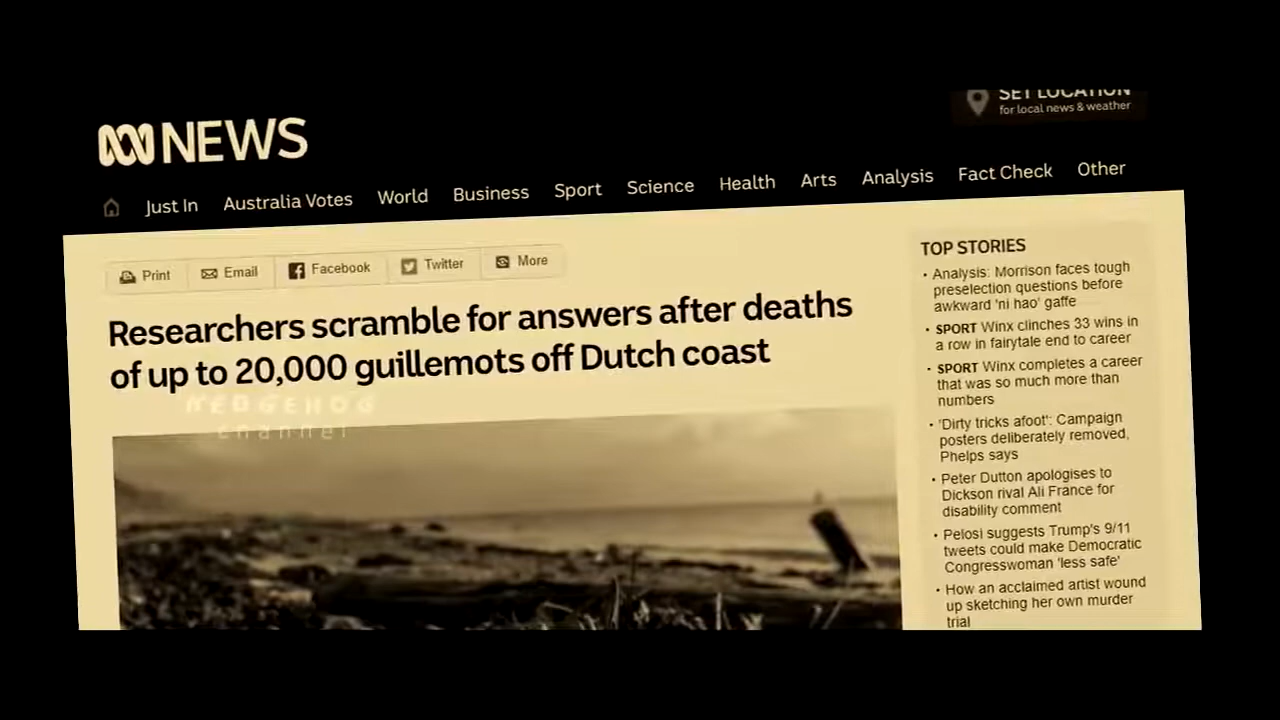 SET LOCATION
for local news & weather
NEWS
Just In Australia Votes World Business Sport Science Health Arts Analysis Fact Check Other
Print Email Facebook Twitter More
Researchers scramble for answers after deaths
of up to 20,000 guillemots off Dutch coast
HEDGEHOG
channel
TOP STORIES
Analysis: Morrison faces tough
preselection questions before
awkward 'ni hao' gaffe
SPORT Winx clinches 33 wins in
a row in fairytale end to career
SPORT Winx completes a career
that was so much more than
numbers
'Dirty tricks afoot': Campaign
posters deliberately removed,
Phelps says
Peter Dutton apologises to
Dickson rival Ali France for
disability comment
Pelosi suggests Trump's 9/11
tweets could make Democratic
Congresswoman 'less safe'
How an acclaimed artist wound
up sketching her own murder
trial